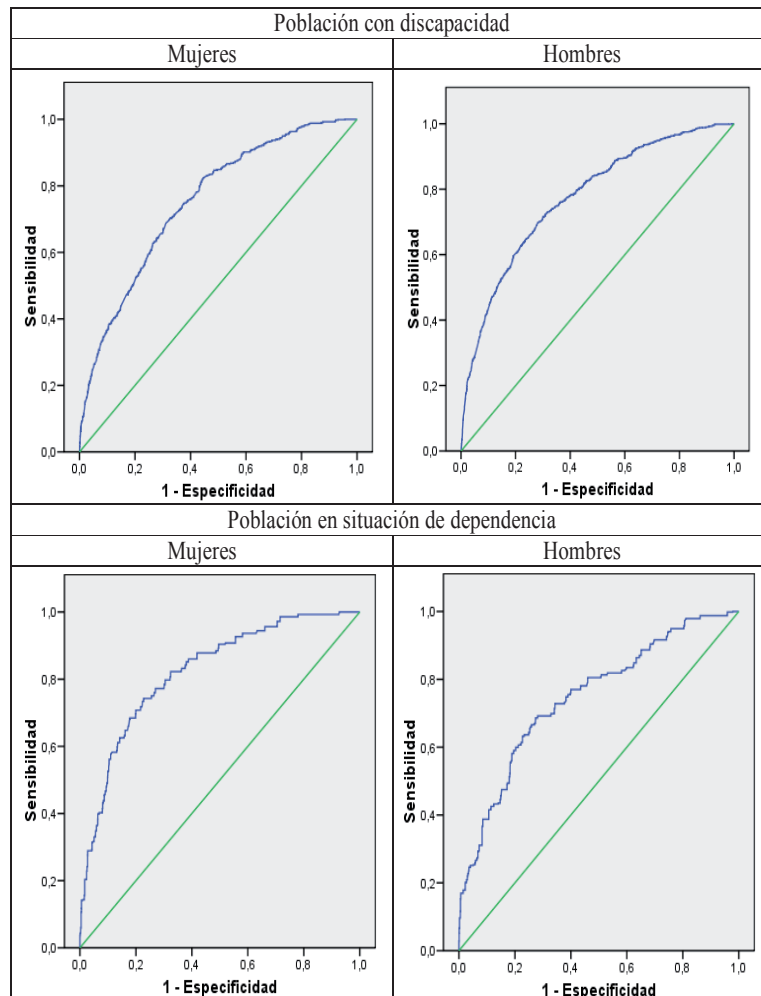 Población con discapacidad
Mujeres
Hombres
1,0
0,8
0,6
0,4
0,2
0,0
Sensibilidad
0,0 0,2 0,4 0,6 0,8 1,0
1 - Especificidad
1,0
0,8
0,6
0,4
0,2
0,0
Sensibilidad
0,0 0,2 0,4 0,6 0,8 1,0
1 - Especificidad
Población en situación de dependencia
Mujeres
Hombres
1,0
0,8
0,6
0,4
0,2
0,0
Sensibilidad
0,0 0,2 0,4 0,6 0,8 1,0
1 - Especificidad
1,0
0,8
0,6
0,4
0,2
0,0
Sensibilidad
0,0 0,2 0,4 0,6 0,8 1,0
1 - Especificidad